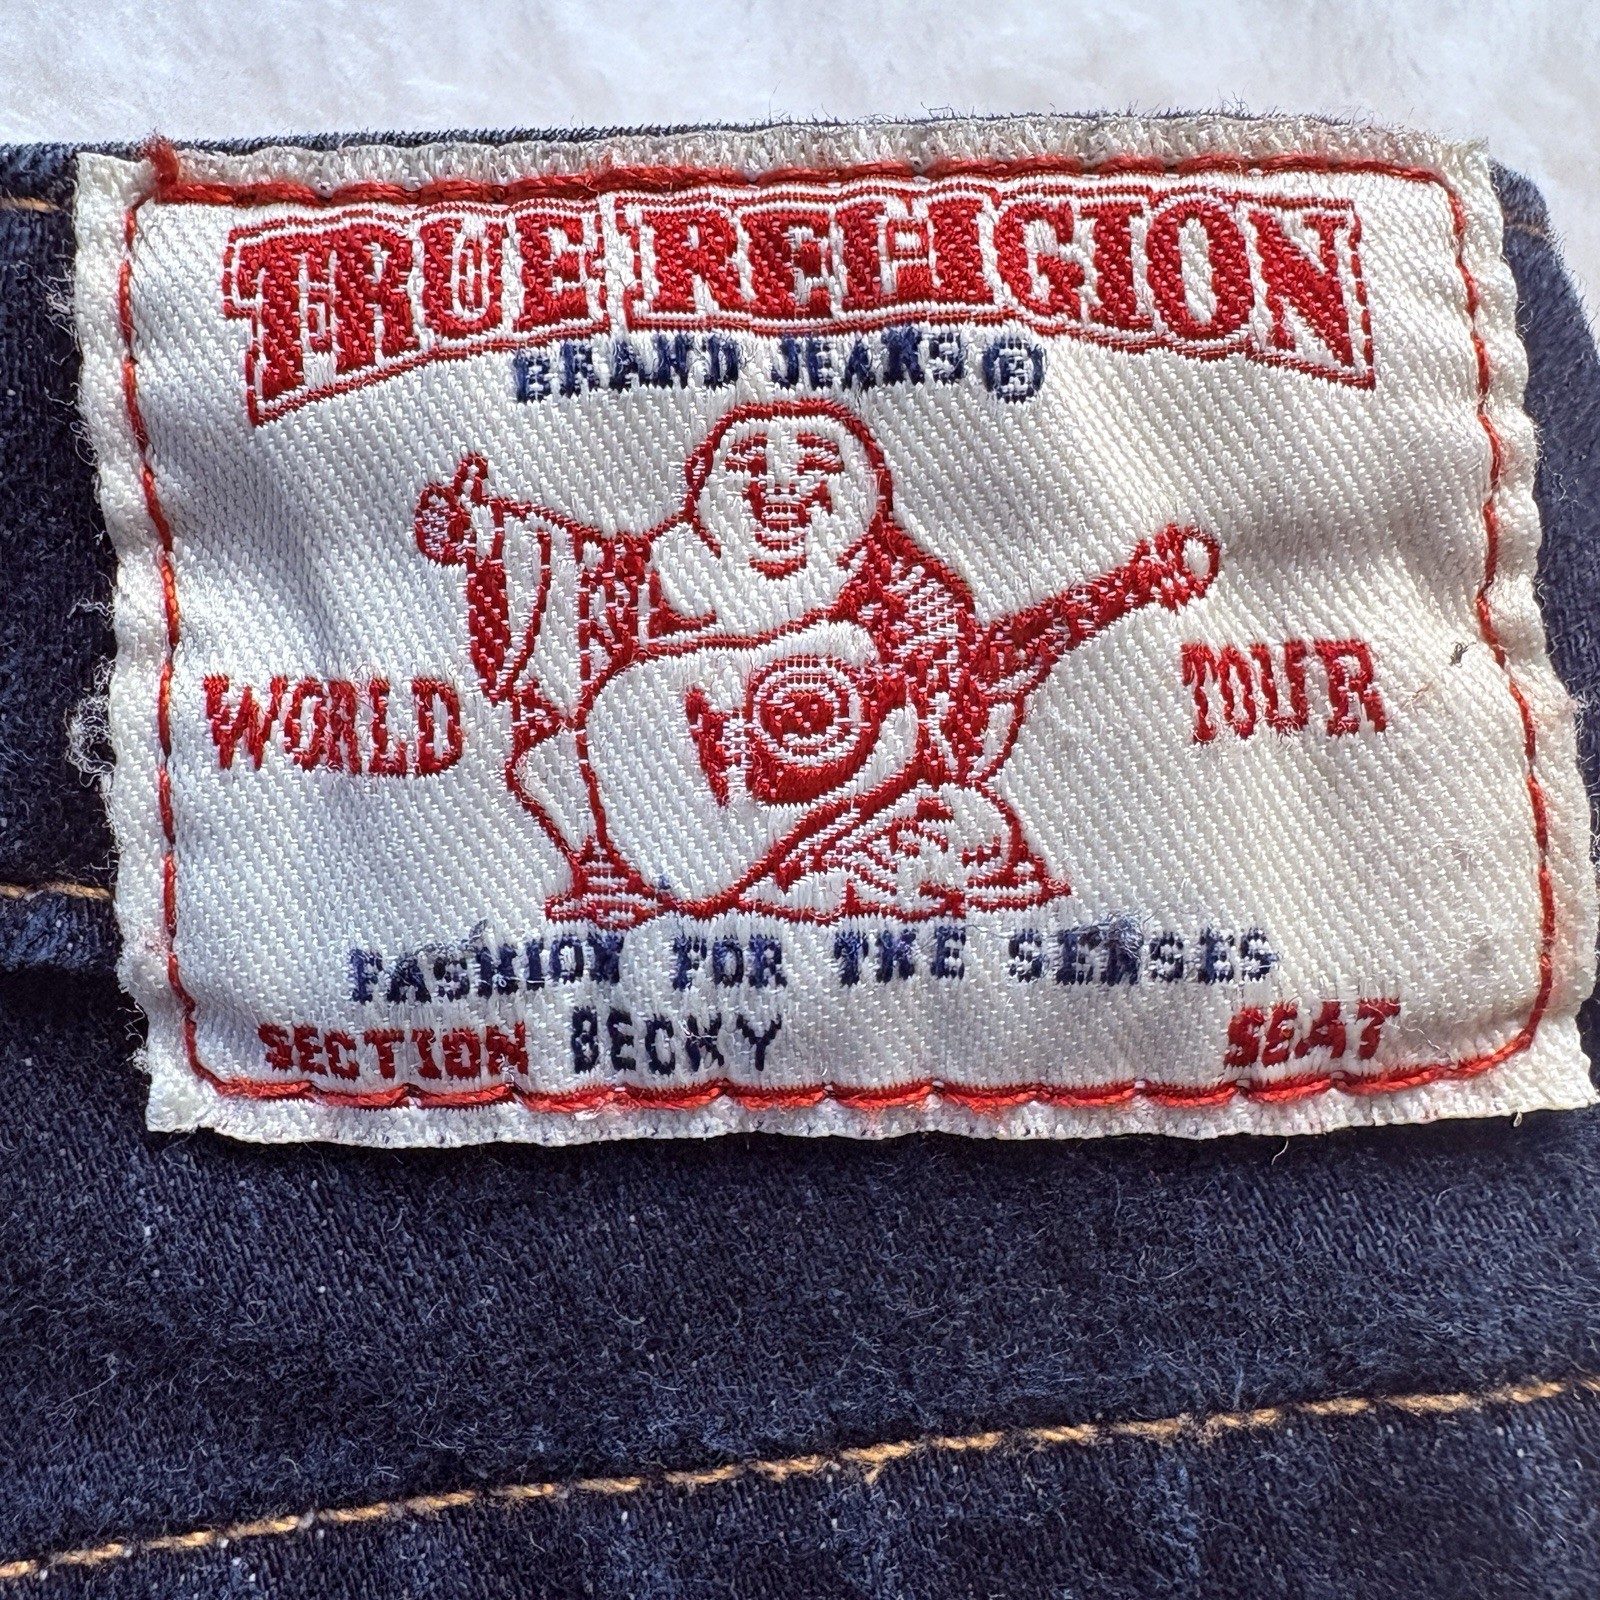 TRUE RELIGION
BRAND JEANS ®
WORLD TOUR
FASHION FOR THE SENSES
SECTION BECKY SEAT